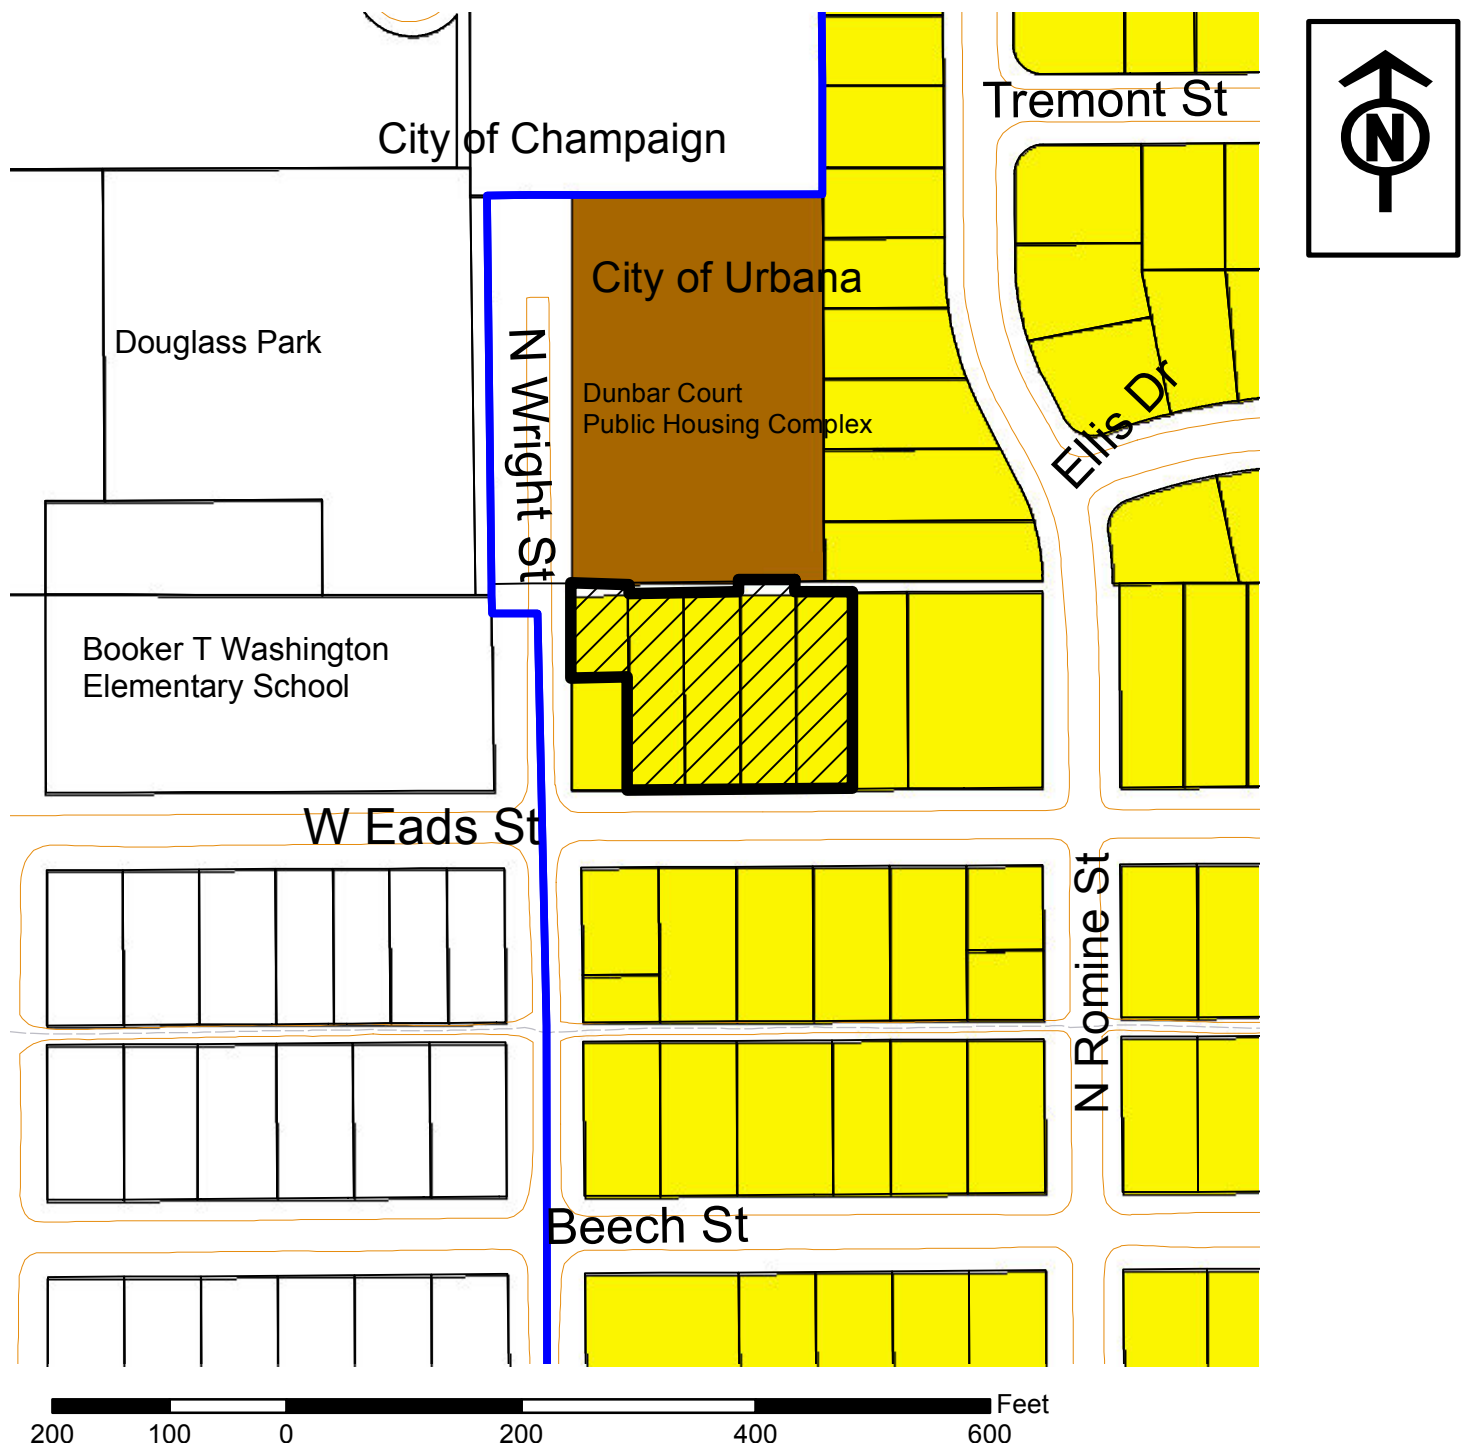 Tremont St
N
City of Champaign
City of Urbana
Douglass Park
N Wright St
Dunbar Court
Public Housing Complex
Ellis Dr
Booker T Washington
Elementary School
W Eads St
N Romine St
Beech St
Feet
200 100 0 200 400 600